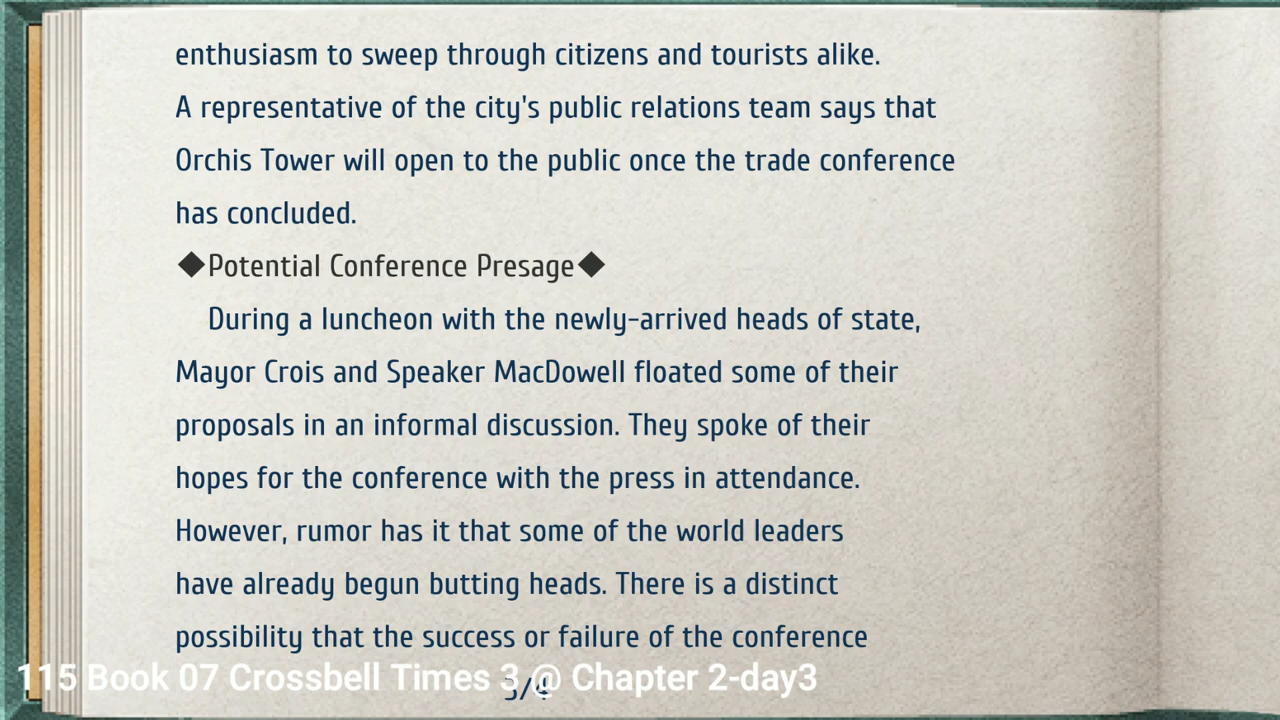 enthusiasm to sweep through citizens and tourists alike.
A representative of the city's public relations team says that
Orchis Tower will open to the public once the trade conference
has concluded.
◆Potential Conference Presage◆
During a luncheon with the newly-arrived heads of state,
Mayor Crois and Speaker MacDowell floated some of their
proposals in an informal discussion. They spoke of their
hopes for the conference with the press in attendance.
However, rumor has it that some of the world leaders
have already begun butting heads. There is a distinct
possibility that the success or failure of the conference
115 Book 07 Crossbell Times 3 @ Chapter 2-day3
3/4